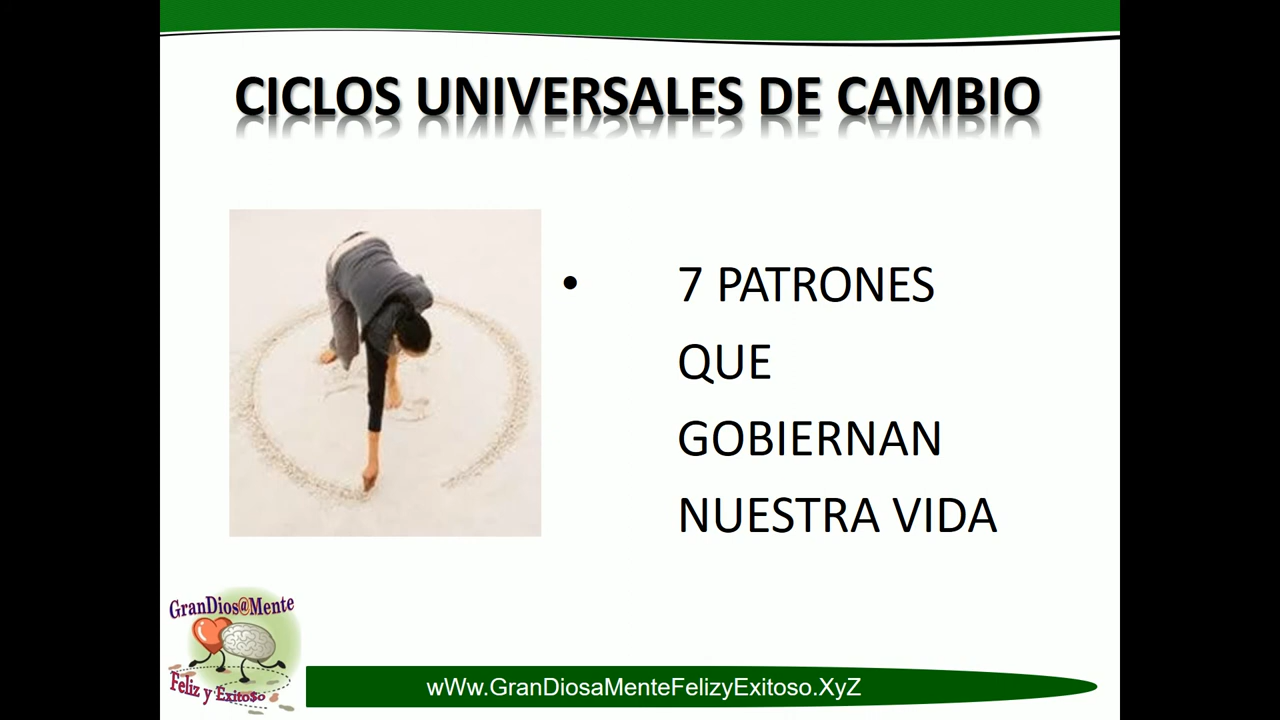 CICLOS UNIVERSALES DE CAMBIO
• 7 PATRONES
QUE
GOBIERNAN
NUESTRA VIDA
GranDios@Mente
Feliz y Exito$o
wWw.GranDiosaMenteFelizyExitoso.XyZ